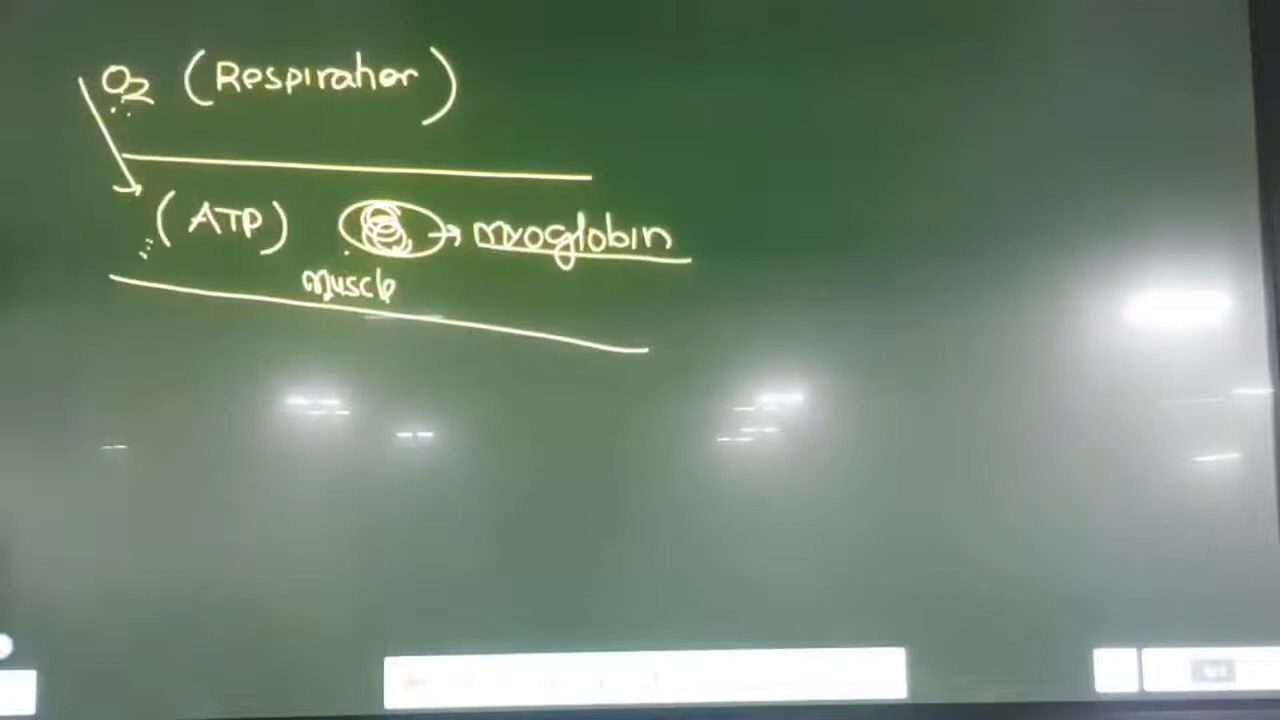 O2 (Respirahor)
(ATP) → myoglobin
muscle